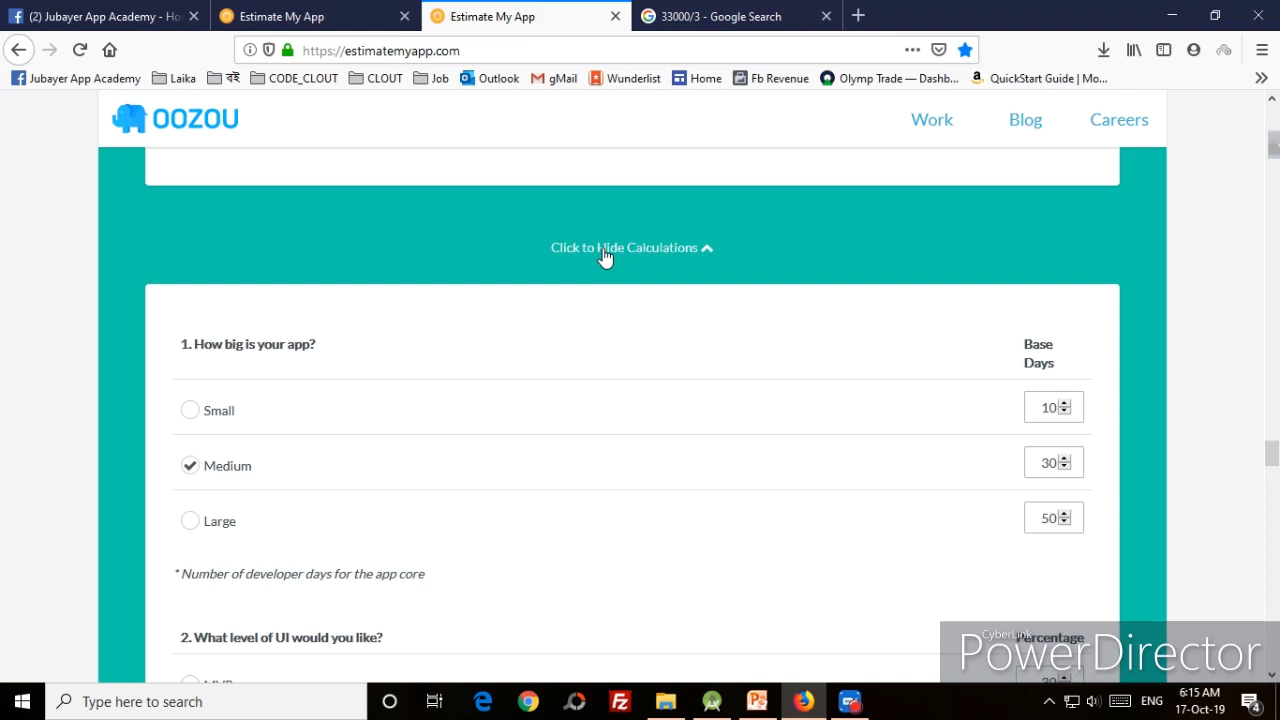 (2) Jubayer App Academy - Ho
Estimate My App
Estimate My App
33000/3 - Google Search
https://estimatemyapp.com
Jubayer App Academy
Laika
বই
CODE_CLOUT
CLOUT
Job
Outlook
gMail
Wunderlist
Home
Fb Revenue
Olymp Trade — Dashb...
QuickStart Guide | Mo...
OOZOU
Work
Blog
Careers
Click to Hide Calculations
1. How big is your app?
Base
Days
Small
10
Medium
30
Large
50
* Number of developer days for the app core
2. What level of UI would you like?
Percentage
CyberLink
PowerDirector
Type here to search
ENG
6:15 AM
17-Oct-19
4